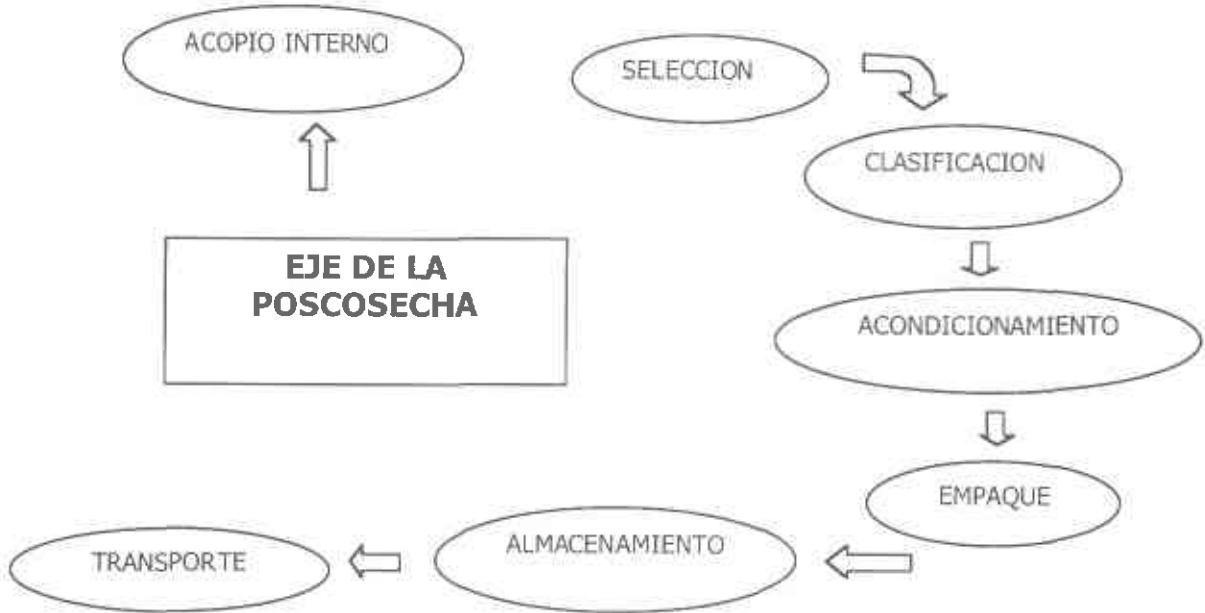 ACOPIO INTERNO
SELECCION
CLASIFICACION
EJE DE LA
POSCOSECHA
ACONDICIONAMIENTO
EMPAQUE
ALMACENAMIENTO
TRANSPORTE